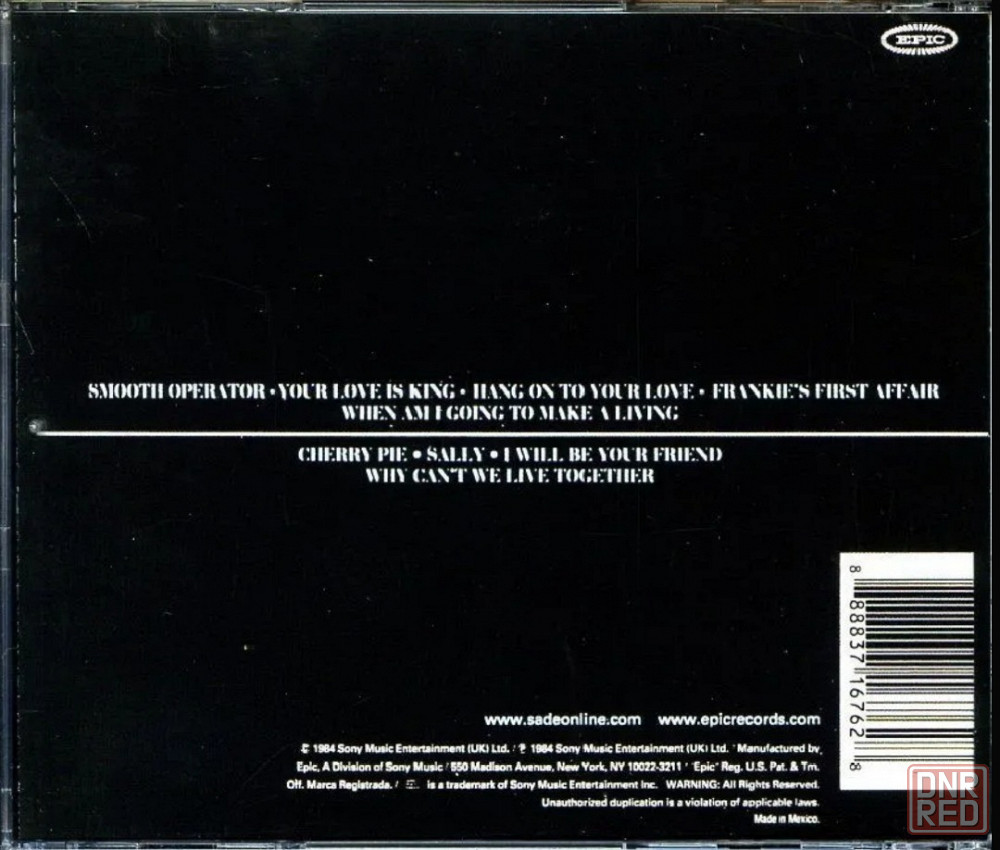 EPIC
SMOOTH OPERATOR • YOUR LOVE IS KING • HANG ON TO YOUR LOVE • FRANKIE'S FIRST AFFAIR
WHEN AM I GOING TO MAKE A LIVING
CHERRY PIE • SALLY • I WILL BE YOUR FRIEND
WHY CAN'T WE LIVE TOGETHER
8 88837 16762 8
www.sadeonline.com www.epicrecords.com
© 1984 Sony Music Entertainment (UK) Ltd. / ℗ 1984 Sony Music Entertainment (UK) Ltd. / Manufactured by
Epic, A Division of Sony Music / 550 Madison Avenue, New York, NY 10022-3211 / "Epic" Reg. U.S. Pat. & Tm.
Off. Marca Registrada. / is a trademark of Sony Music Entertainment Inc. WARNING: All Rights Reserved.
Unauthorized duplication is a violation of applicable laws.
Made in Mexico.
DNR
RED